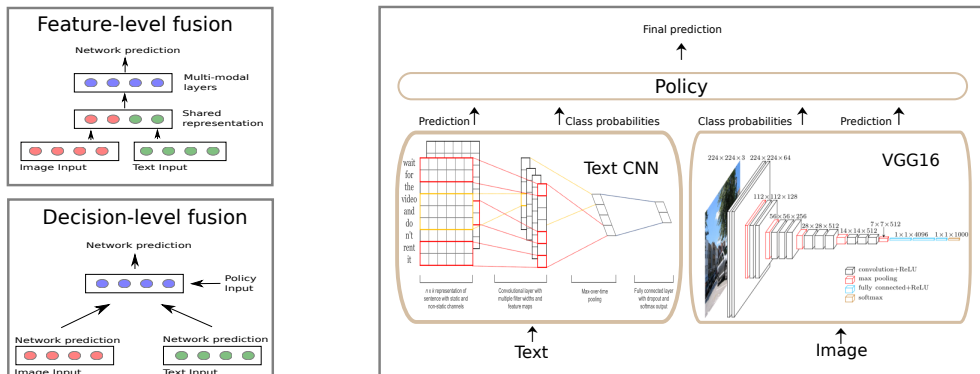 Feature-level fusion
Network prediction
Multi-modal
layers
Shared
representation
Image Input
Text Input
Decision-level fusion
Network prediction
Policy
Input
Network prediction
Network prediction
Image Input
Text Input
Final prediction
Policy
Prediction
Class probabilities
Class probabilities
Prediction
Text CNN
wait
for
the
video
and
do
n't
rent
it
n x k representation of
sentence with static and
non-static channels
Convolutional layer with
multiple filter widths and
feature maps
Max-over-time
pooling
Fully connected layer
with dropout and
softmax output
Text
VGG16
224×224×3
224×224×64
112×112×128
56×56×256
28×28×512
14×14×512
7×7×512
1×1×4096
1×1×1000
convolution+ReLU
max pooling
fully connected+ReLU
softmax
Image